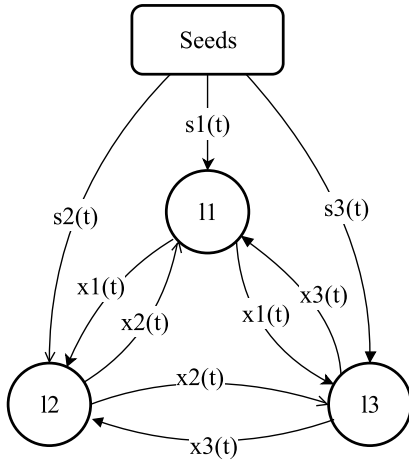 Seeds
s1(t)
s2(t)
s3(t)
l1
x1(t)
x2(t)
x1(t)
x3(t)
l2
x2(t)
l3
x3(t)